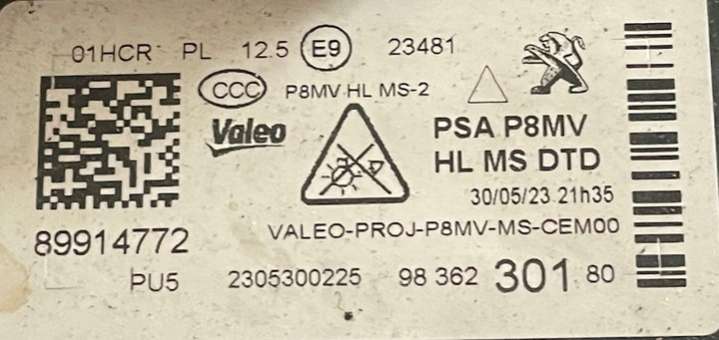 01HCR PL 12.5 E9 23481
CCC P8MV HL MS-2
Valeo
PSA P8MV
HL MS DTD
30/05/23 21h35
VALEO-PROJ-P8MV-MS-CEM00
89914772
PU5 2305300225 98 362 301 80